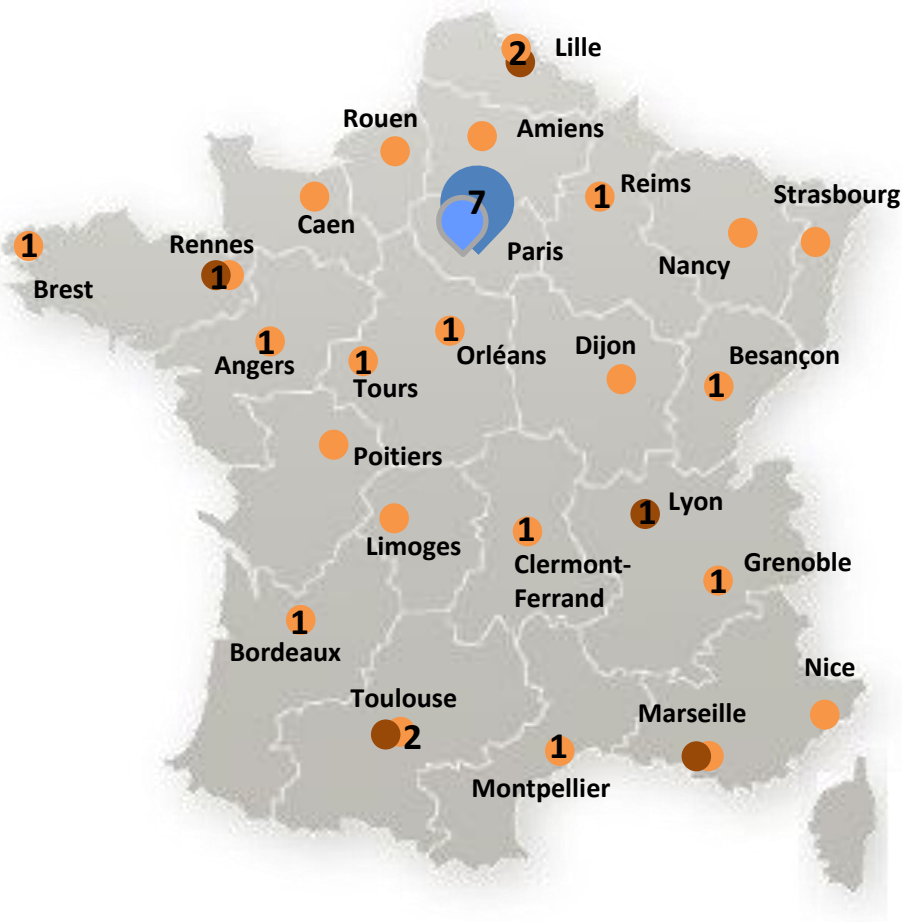 2
Lille
Rouen
Amiens
7
1
Reims
Strasbourg
Caen
1
Rennes
Paris
Nancy
1
Brest
1
1
Orléans
Dijon
Besançon
Angers
1
Tours
1
Poitiers
1
Lyon
Limoges
1
Clermont-
Ferrand
Grenoble
1
1
Bordeaux
Nice
Toulouse
2
Marseille
1
Montpellier